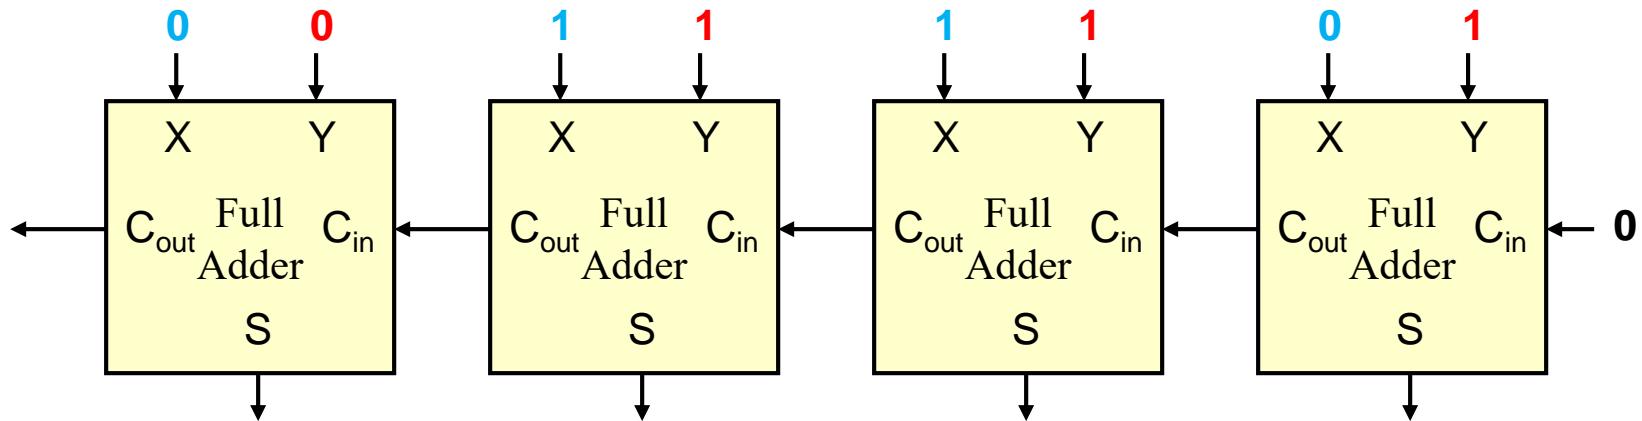 0 0 1 1 1 1 0 1
X Y X Y X Y X Y
Full Full Full Full
Cout Cin Cout Cin Cout Cin Cout Cin 0
Adder Adder Adder Adder
S S S S